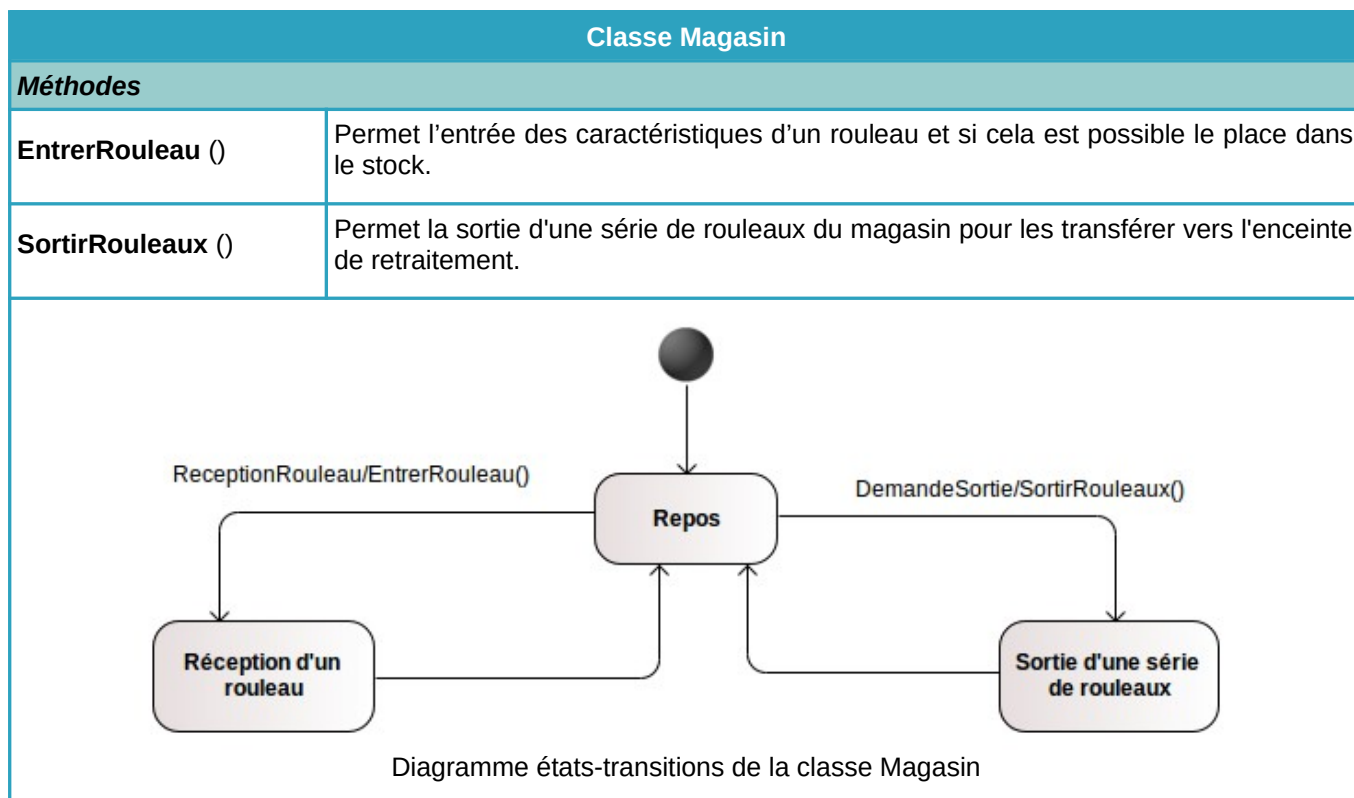 Classe Magasin
Méthodes
EntrerRouleau ()
Permet l’entrée des caractéristiques d’un rouleau et si cela est possible le place dans
le stock.
SortirRouleaux ()
Permet la sortie d'une série de rouleaux du magasin pour les transférer vers l'enceinte
de retraitement.
ReceptionRouleau/EntrerRouleau()
DemandeSortie/SortirRouleaux()
Repos
Réception d'un
rouleau
Sortie d'une série
de rouleaux
Diagramme états-transitions de la classe Magasin